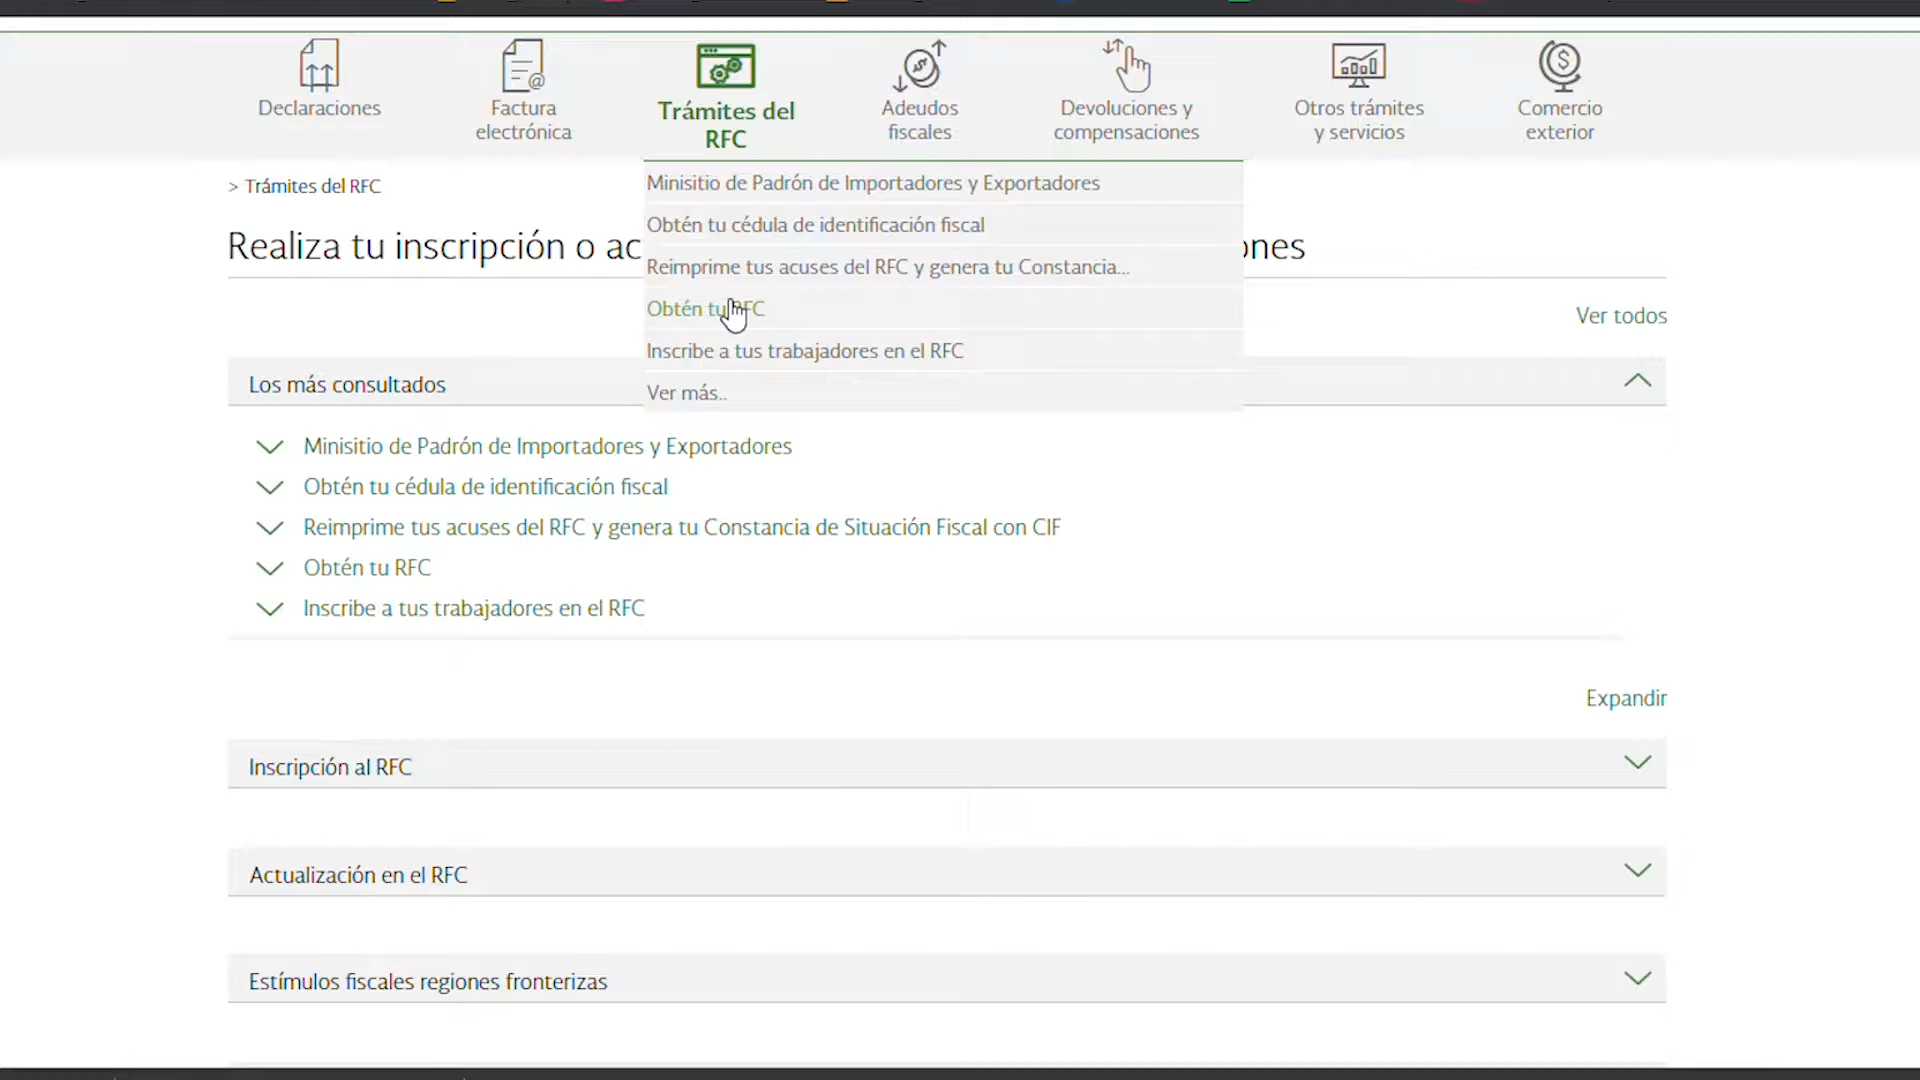 Declaraciones
Factura
electrónica
Trámites del
RFC
Adeudos
fiscales
Devoluciones y
compensaciones
Otros trámites
y servicios
Comercio
exterior
> Trámites del RFC
Minisitio de Padrón de Importadores y Exportadores
Obtén tu cédula de identificación fiscal
Reimprime tus acuses del RFC y genera tu Constancia...
Obtén tu RFC
Inscribe a tus trabajadores en el RFC
Ver más..
Realiza tu inscripción o ac ones
Ver todos
Los más consultados
Minisitio de Padrón de Importadores y Exportadores
Obtén tu cédula de identificación fiscal
Reimprime tus acuses del RFC y genera tu Constancia de Situación Fiscal con CIF
Obtén tu RFC
Inscribe a tus trabajadores en el RFC
Expandir
Inscripción al RFC
Actualización en el RFC
Estímulos fiscales regiones fronterizas